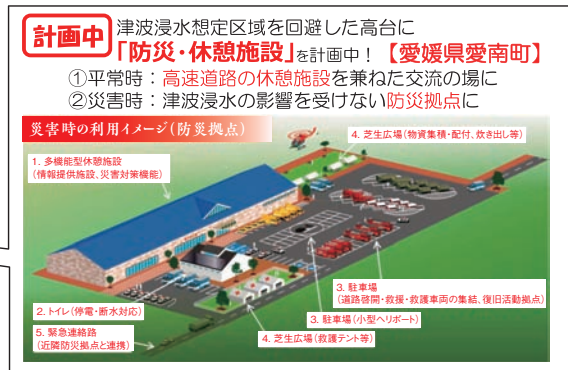 計画中
津波浸水想定区域を回避した高台に
「防災・休憩施設」を計画中！【愛媛県愛南町】
①平常時：高速道路の休憩施設を兼ねた交流の場に
②災害時：津波浸水の影響を受けない防災拠点に
災害時の利用イメージ(防災拠点)
4. 芝生広場(物資集積・配付、炊き出し等)
1. 多機能型休憩施設
(情報提供施設、災害対策機能)
3. 駐車場
(道路啓開・救援・救護車両の集結、復旧活動拠点)
2. トイレ(停電・断水対応)
3. 駐車場(小型ヘリポート)
5. 緊急連絡路
(近隣防災拠点と連携)
4. 芝生広場(救護テント等)